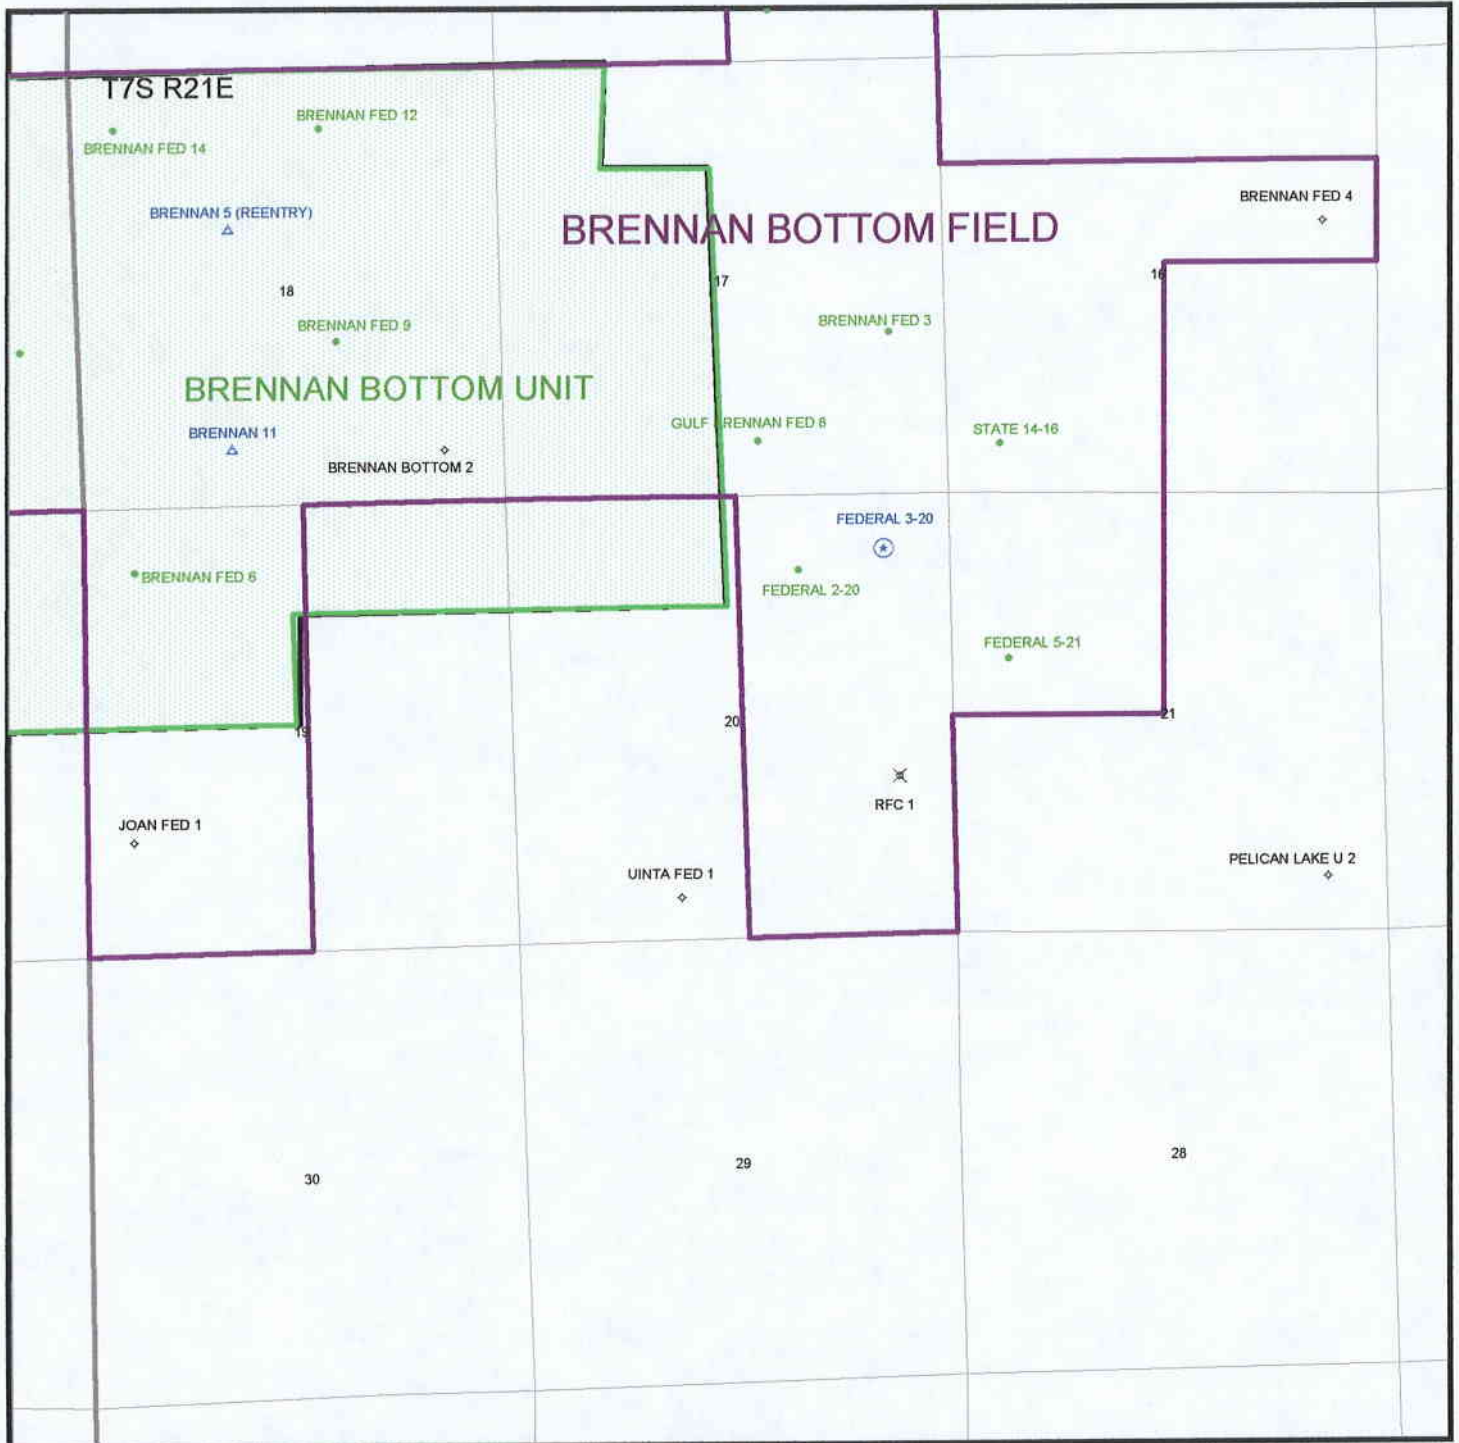 T7S R21E
BRENNAN FED 12
BRENNAN FED 14
BRENNAN FED 4
BRENNAN 5 (REENTRY)
BRENNAN BOTTOM FIELD
16
17
18
BRENNAN FED 3
BRENNAN FED 9
BRENNAN BOTTOM UNIT
GULF BRENNAN FED 8
STATE 14-16
BRENNAN 11
BRENNAN BOTTOM 2
FEDERAL 3-20
BRENNAN FED 6
FEDERAL 2-20
FEDERAL 5-21
21
20
19
RFC 1
JOAN FED 1
PELICAN LAKE U 2
UINTA FED 1
28
29
30